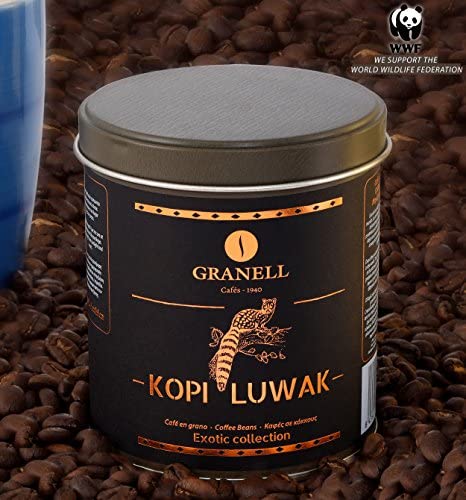 WWF
WE SUPPORT THE
WORLD WILDLIFE FEDERATION
GRANELL
Cafés - 1940
KOPI LUWAK
Café en grano · Coffee Beans · Καφές σε κόκκους
Exotic collection